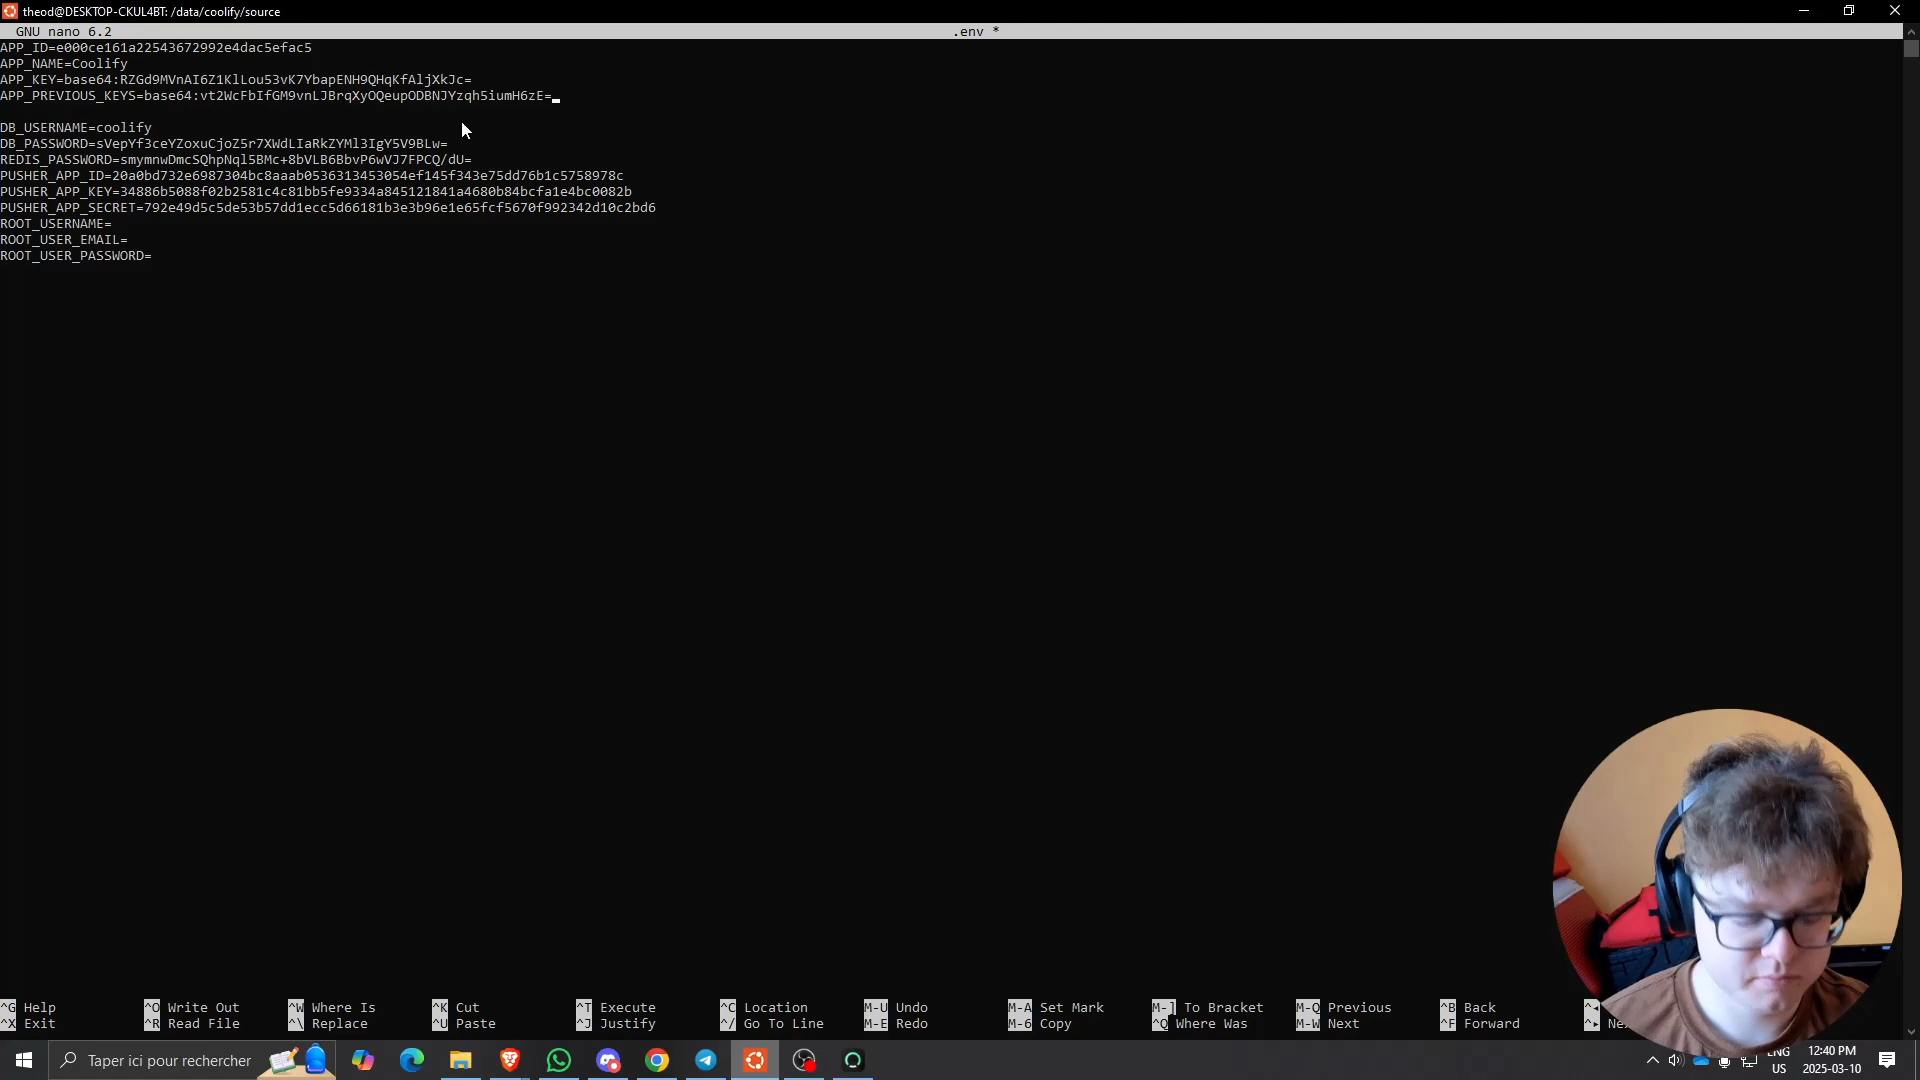 theod@DESKTOP-CKUL4BT: /data/coolify/source
GNU nano 6.2 .env *
APP_ID=e000ce161a22543672992e4dac5efac5
APP_NAME=Coolify
APP_KEY=base64:RZGd9MVnAI6Z1KlLou53vK7YbapENH9QHqKfAljXkJc=
APP_PREVIOUS_KEYS=base64:vt2WcFbIfGM9vnLJBrqXyOQeupODBNJYzqh5iumH6zE=
DB_USERNAME=coolify
DB_PASSWORD=sVepYf3ceYZoxuCjoZ5r7XWdLIaRkZYMl3IgY5V9BLw=
REDIS_PASSWORD=smymnwDmcSQhpNql5BMc+8bVLB6BbvP6wVJ7FPCQ/dU=
PUSHER_APP_ID=20a0bd732e6987304bc8aaab0536313453054ef145f343e75dd76b1c5758978c
PUSHER_APP_KEY=34886b5088f02b2581c4c81bb5fe9334a845121841a4680b84bcfa1e4bc0082b
PUSHER_APP_SECRET=792e49d5c5de53b57dd1ecc5d66181b3e3b96e1e65fcf5670f992342d10c2bd6
ROOT_USERNAME=
ROOT_USER_EMAIL=
ROOT_USER_PASSWORD=
^G Help ^O Write Out ^W Where Is ^K Cut ^T Execute ^C Location M-U Undo M-A Set Mark M-] To Bracket M-Q Previous ^B Back
^X Exit ^R Read File ^\ Replace ^U Paste ^J Justify ^/ Go To Line M-E Redo M-6 Copy ^Q Where Was M-W Next ^F Forward
Taper ici pour rechercher
ENG 12:40 PM
US 2025-03-10